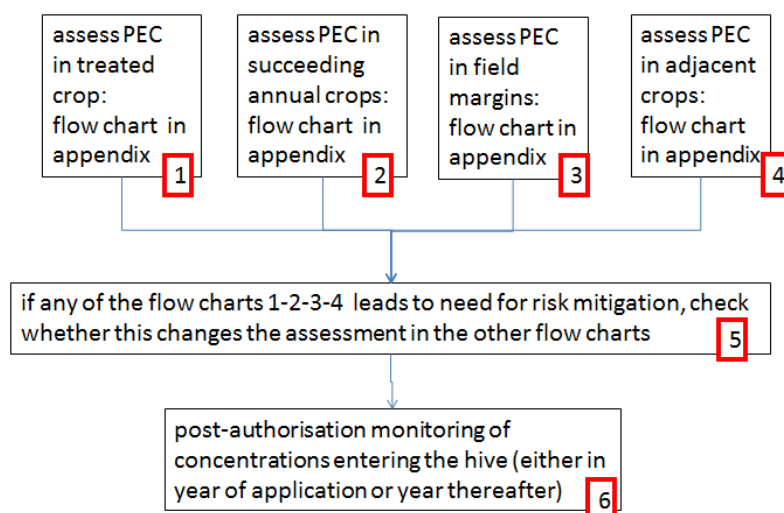 assess PEC
in treated
crop:
flow chart in
appendix
1
assess PEC in
succeeding
annual crops:
flow chart in
appendix
2
assess PEC
in field
margins:
flow chart in
appendix
3
assess PEC
in adjacent
crops:
flow chart
in appendix
4
if any of the flow charts 1-2-3-4 leads to need for risk mitigation, check
whether this changes the assessment in the other flow charts
5
post-authorisation monitoring of
concentrations entering the hive (either in
year of application or year thereafter)
6